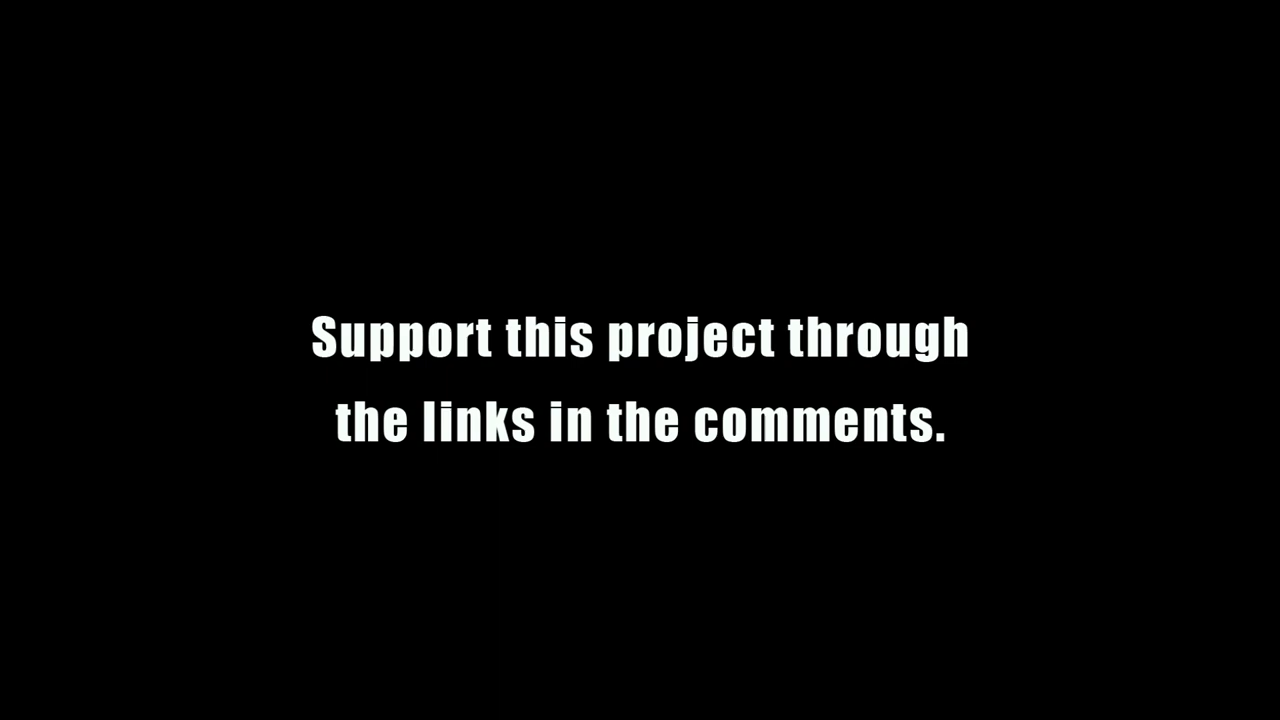 Support this project through
the links in the comments.